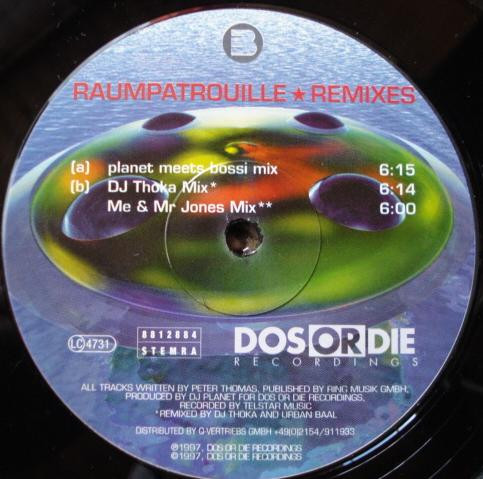 B
RAUMPATROUILLE ★ REMIXES
(a) planet meets bossi mix 6:15
(b) DJ Thoka Mix* 6:14
Me & Mr Jones Mix** 6:00
LC 4731
8812884
STEMRA
DOS OR DIE
RECORDINGS
ALL TRACKS WRITTEN BY PETER THOMAS, PUBLISHED BY RING MUSIK GMBH,
PRODUCED BY DJ PLANET FOR DOS OR DIE RECORDINGS.
RECORDED BY TELSTAR MUSIC
*REMIXED BY DJ THOKA AND URBAN BAAL
DISTRIBUTED BY Q-VERTRIEBS GMBH +49(0)2154/911933
℗1997, DOS OR DIE RECORDINGS
©1997, DOS OR DIE RECORDINGS